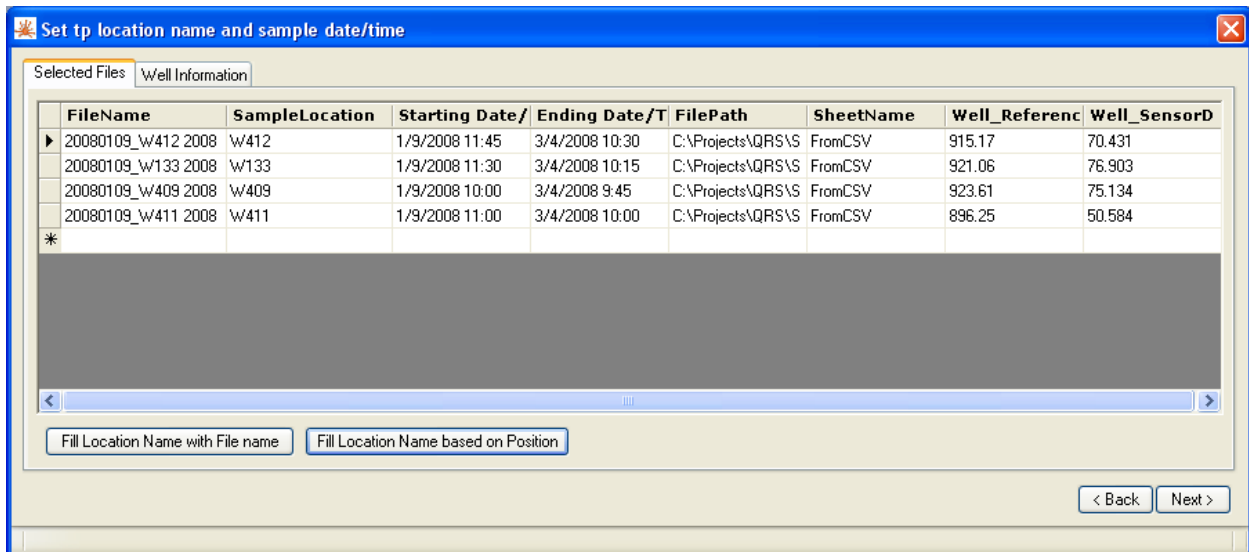 Set tp location name and sample date/time
Selected Files Well Information
FileName SampleLocation Starting Date/ Ending Date/T FilePath SheetName Well_Referenc Well_SensorD
20080109_W412 2008 W412 1/9/2008 11:45 3/4/2008 10:30 C:\Projects\QRS\S FromCSV 915.17 70.431
20080109_W133 2008 W133 1/9/2008 11:30 3/4/2008 10:15 C:\Projects\QRS\S FromCSV 921.06 76.903
20080109_W409 2008 W409 1/9/2008 10:00 3/4/2008 9:45 C:\Projects\QRS\S FromCSV 923.61 75.134
20080109_W411 2008 W411 1/9/2008 11:00 3/4/2008 10:00 C:\Projects\QRS\S FromCSV 896.25 50.584
Fill Location Name with File name Fill Location Name based on Position
< Back Next >